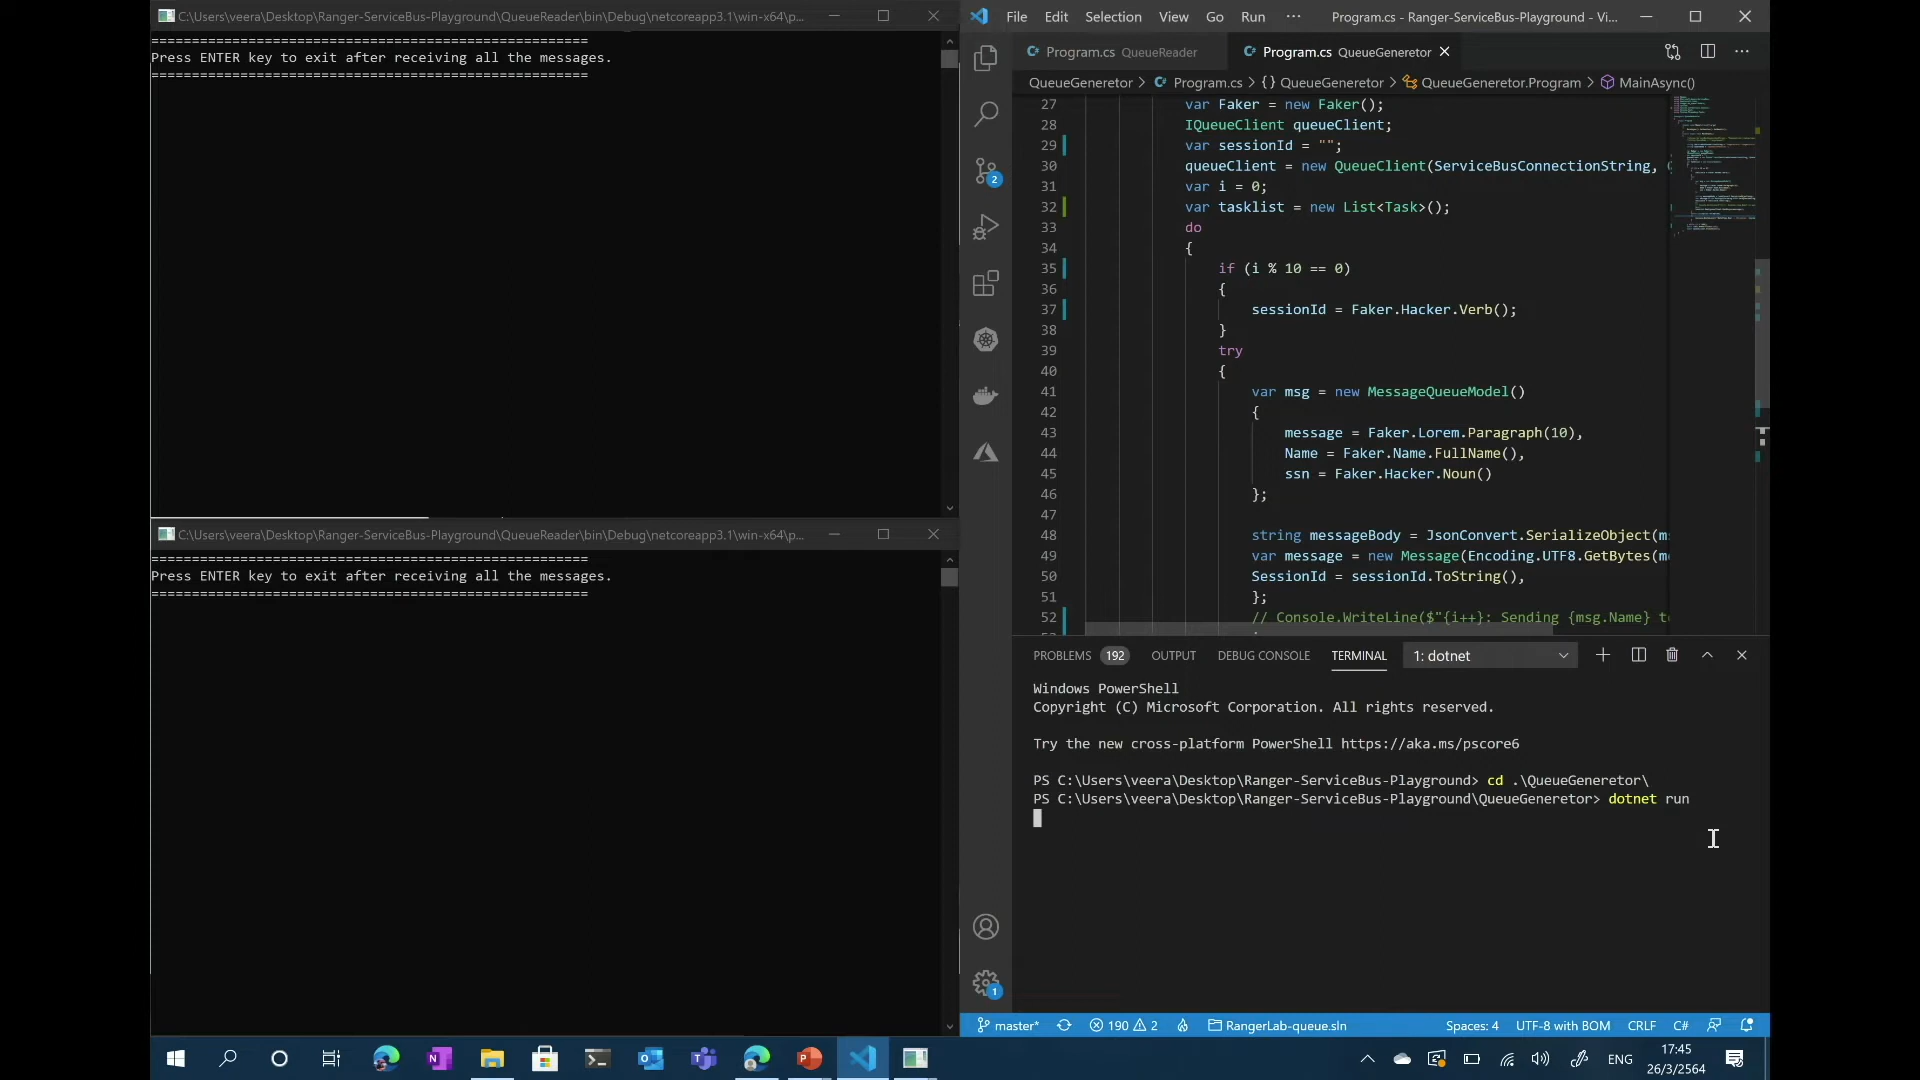 C:\Users\veera\Desktop\Ranger-ServiceBus-Playground\QueueReader\bin\Debug\netcoreapp3.1\win-x64\p...
======================================================
Press ENTER key to exit after receiving all the messages.
======================================================
C:\Users\veera\Desktop\Ranger-ServiceBus-Playground\QueueReader\bin\Debug\netcoreapp3.1\win-x64\p...
======================================================
Press ENTER key to exit after receiving all the messages.
======================================================
File Edit Selection View Go Run ··· Program.cs - Ranger-ServiceBus-Playground - Vi...
Program.cs QueueReader Program.cs QueueGeneretor
QueueGeneretor > Program.cs > {} QueueGeneretor > QueueGeneretor.Program > MainAsync()
27 var Faker = new Faker();
28 IQueueClient queueClient;
29 var sessionId = "";
30 queueClient = new QueueClient(ServiceBusConnectionString,
31 var i = 0;
32 var tasklist = new List<Task>();
33 do
34 {
35 if (i % 10 == 0)
36 {
37 sessionId = Faker.Hacker.Verb();
38 }
39 try
40 {
41 var msg = new MessageQueueModel()
42 {
43 message = Faker.Lorem.Paragraph(10),
44 Name = Faker.Name.FullName(),
45 ssn = Faker.Hacker.Noun()
46 };
47
48 string messageBody = JsonConvert.SerializeObject(m
49 var message = new Message(Encoding.UTF8.GetBytes(m
50 SessionId = sessionId.ToString(),
51 };
52 // Console.WriteLine($"{i++}: Sending {msg.Name} t
2
PROBLEMS 192 OUTPUT DEBUG CONSOLE TERMINAL 1: dotnet
Windows PowerShell
Copyright (C) Microsoft Corporation. All rights reserved.
Try the new cross-platform PowerShell https://aka.ms/pscore6
PS C:\Users\veera\Desktop\Ranger-ServiceBus-Playground> cd .\QueueGeneretor\
PS C:\Users\veera\Desktop\Ranger-ServiceBus-Playground\QueueGeneretor> dotnet run
1
master* 190 2 RangerLab-queue.sln Spaces: 4 UTF-8 with BOM CRLF C#
ENG 17:45
26/3/2564